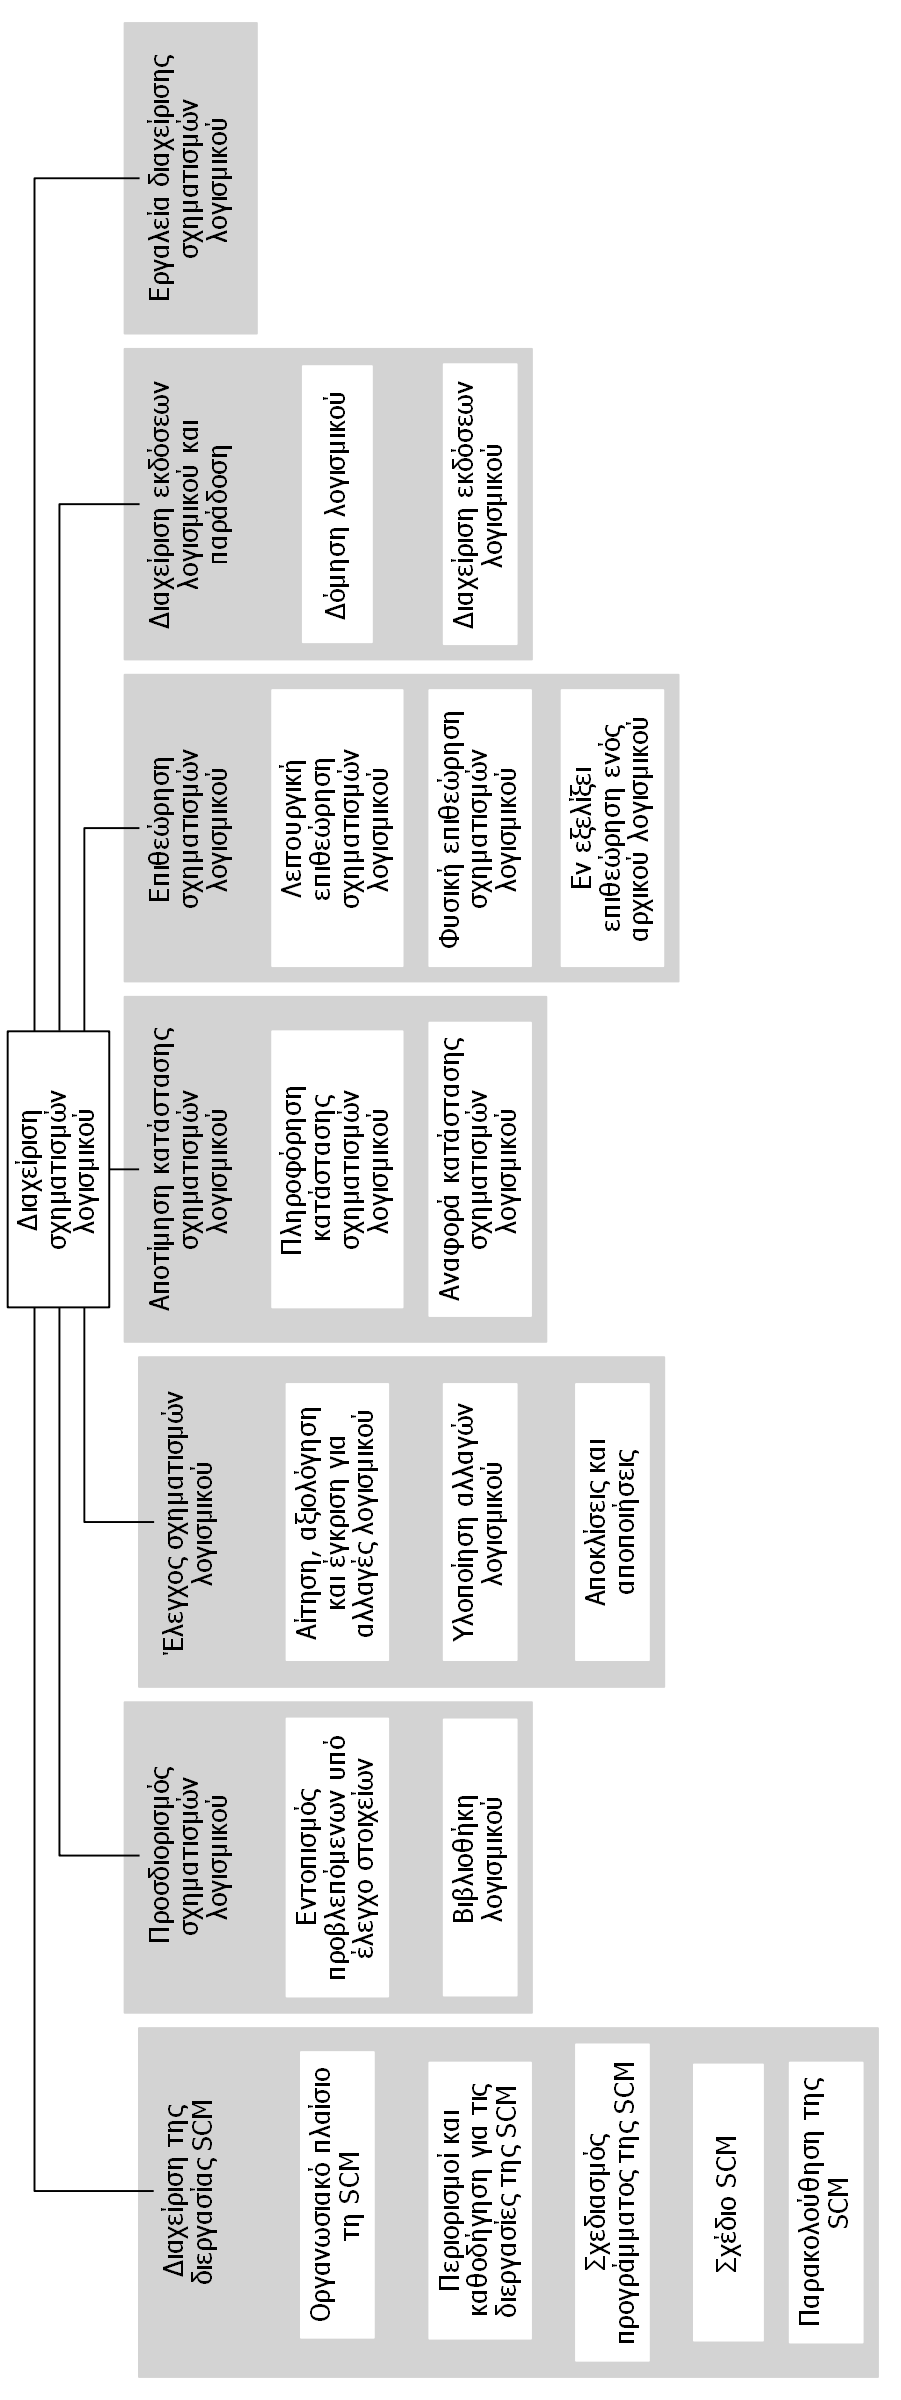 Διαχείριση
σχηματισμών
λογισμικού
Διαχείριση της
διεργασίας SCM
Οργανωσιακό πλαίσιο
τη SCM
Περιορισμοί και
καθοδήγηση για τις
διεργασίες της SCM
Σχεδιασμός
προγράμματος της SCM
Σχέδιο SCM
Παρακολούθηση της
SCM
Προσδιορισμός
σχηματισμών
λογισμικού
Εντοπισμός
προβλεπόμενων υπό
έλεγχο στοιχείων
Βιβλιοθήκη
λογισμικού
Έλεγχος σχηματισμών
λογισμικού
Αίτηση, αξιολόγηση
και έγκριση για
αλλαγές λογισμικού
Υλοποίηση αλλαγών
λογισμικού
Αποκλίσεις και
αποποιήσεις
Αποτίμηση κατάστασης
σχηματισμών
λογισμικού
Πληροφόρηση
κατάστασης
σχηματισμών
λογισμικού
Αναφορά κατάστασης
σχηματισμών
λογισμικού
Επιθεώρηση
σχηματισμών
λογισμικού
Λειτουργική
επιθεώρηση
σχηματισμών
λογισμικού
Φυσική επιθεώρηση
σχηματισμών
λογισμικού
Εν εξελίξει
επιθεώρηση ενός
αρχικού λογισμικού
Διαχείριση εκδόσεων
λογισμικού και
παράδοση
Δόμηση λογισμικού
Διαχείριση εκδόσεων
λογισμικού
Εργαλεία διαχείρισης
σχηματισμών
λογισμικού